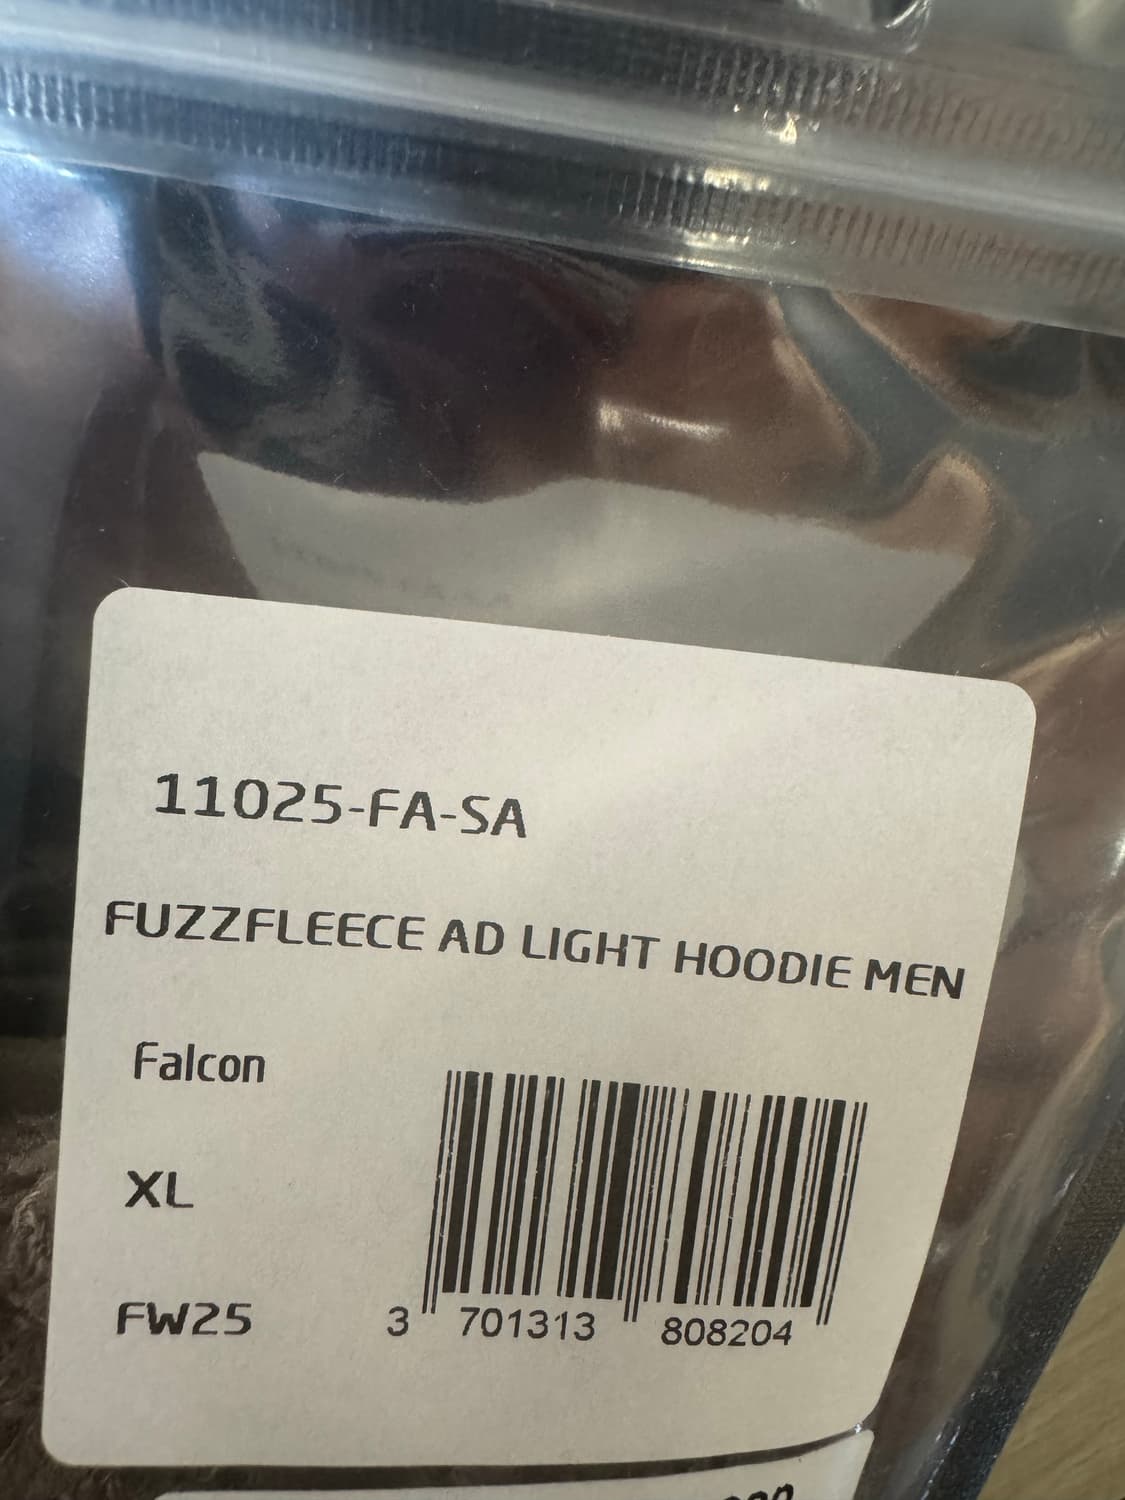 11025-FA-SA
FUZZFLEECE AD LIGHT HOODIE MEN
Falcon
XL
FW25
3 701313 808204